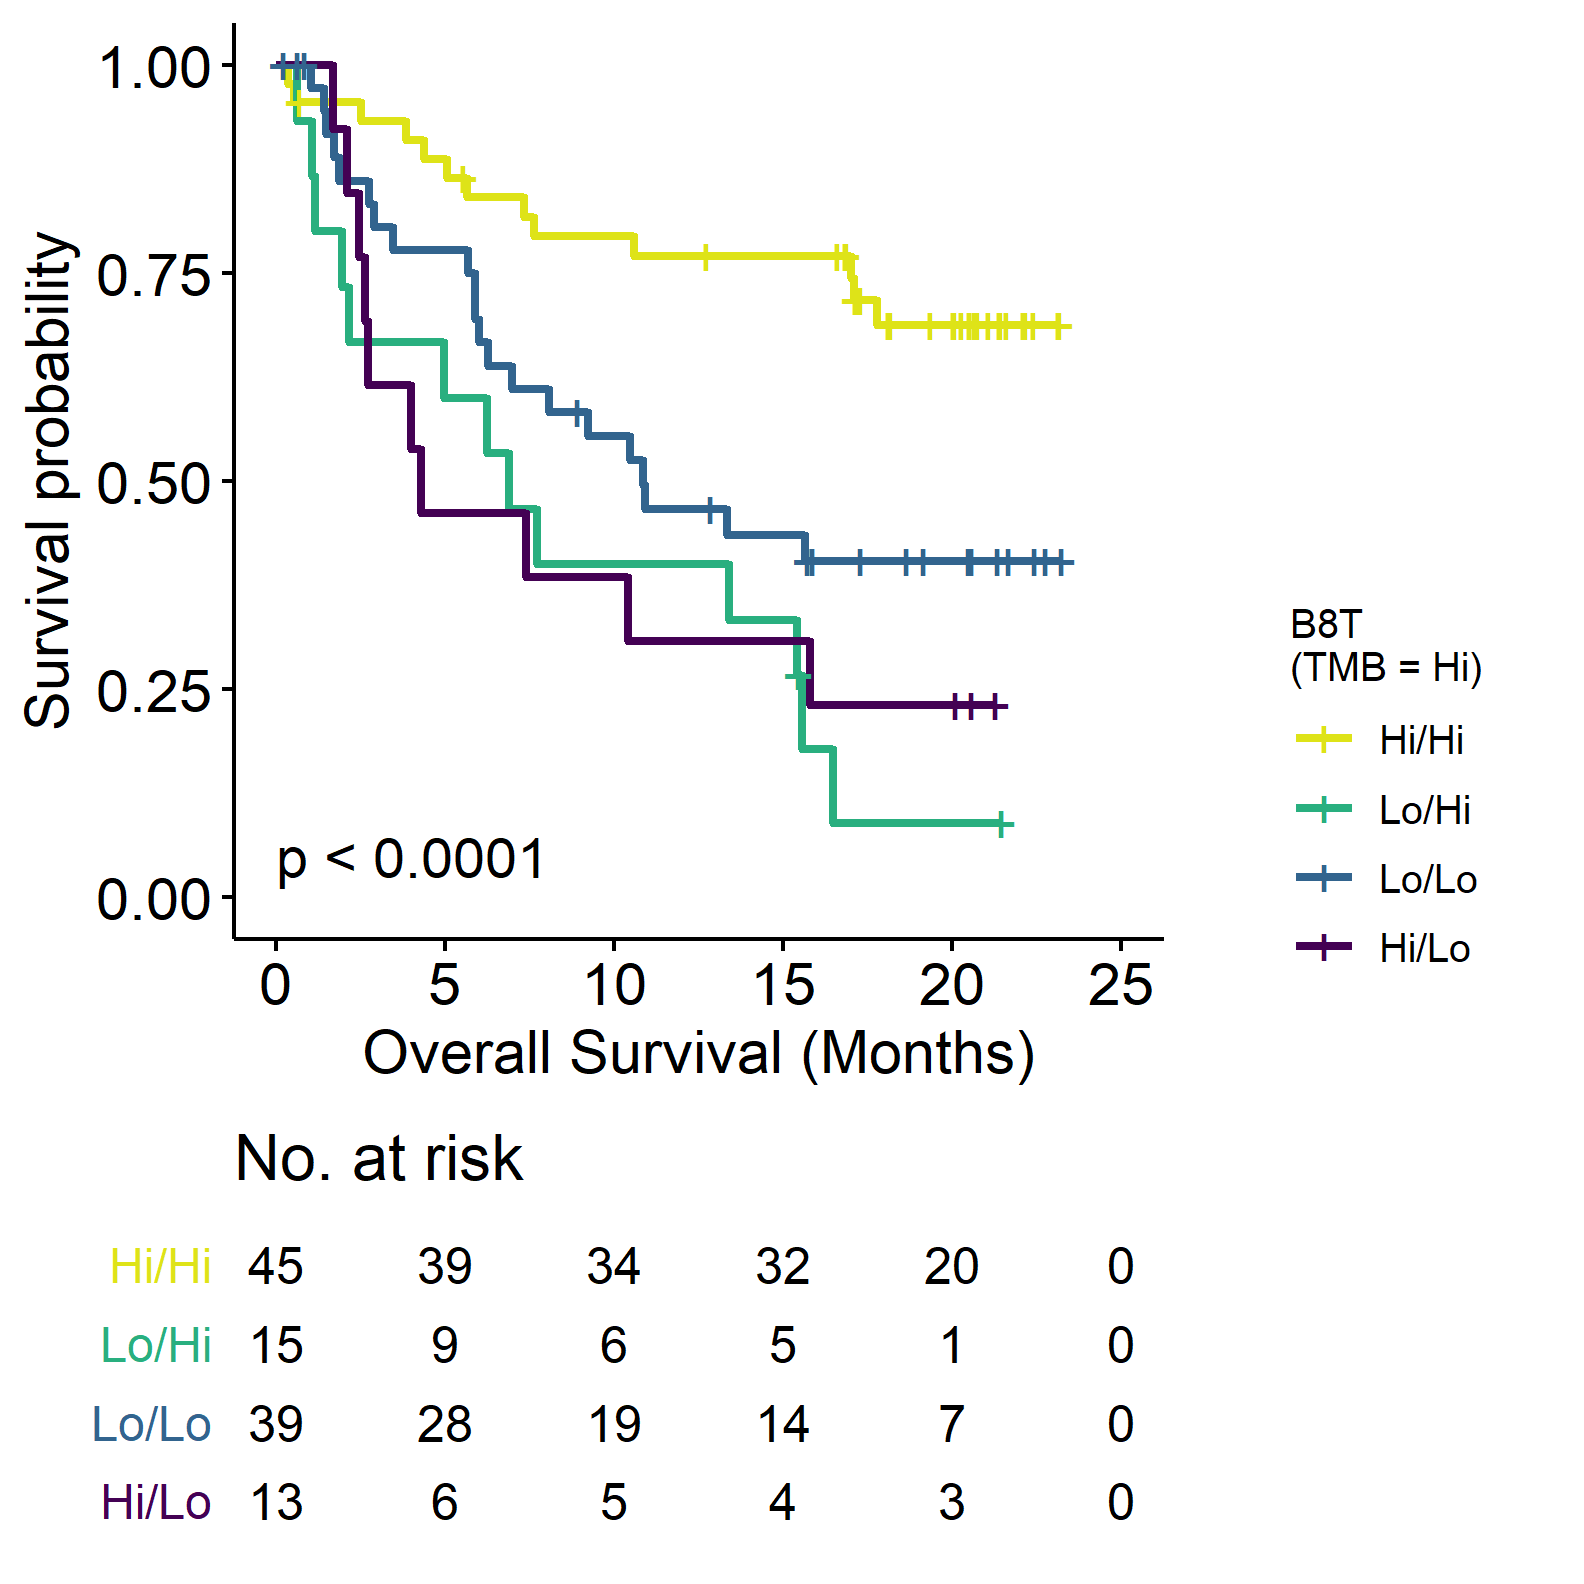 1.00
0.75
0.50
0.25
0.00
Survival probability
p < 0.0001
0 5 10 15 20 25
Overall Survival (Months)
B8T
(TMB = Hi)
Hi/Hi
Lo/Hi
Lo/Lo
Hi/Lo
No. at risk
Hi/Hi 45 39 34 32 20 0
Lo/Hi 15 9 6 5 1 0
Lo/Lo 39 28 19 14 7 0
Hi/Lo 13 6 5 4 3 0